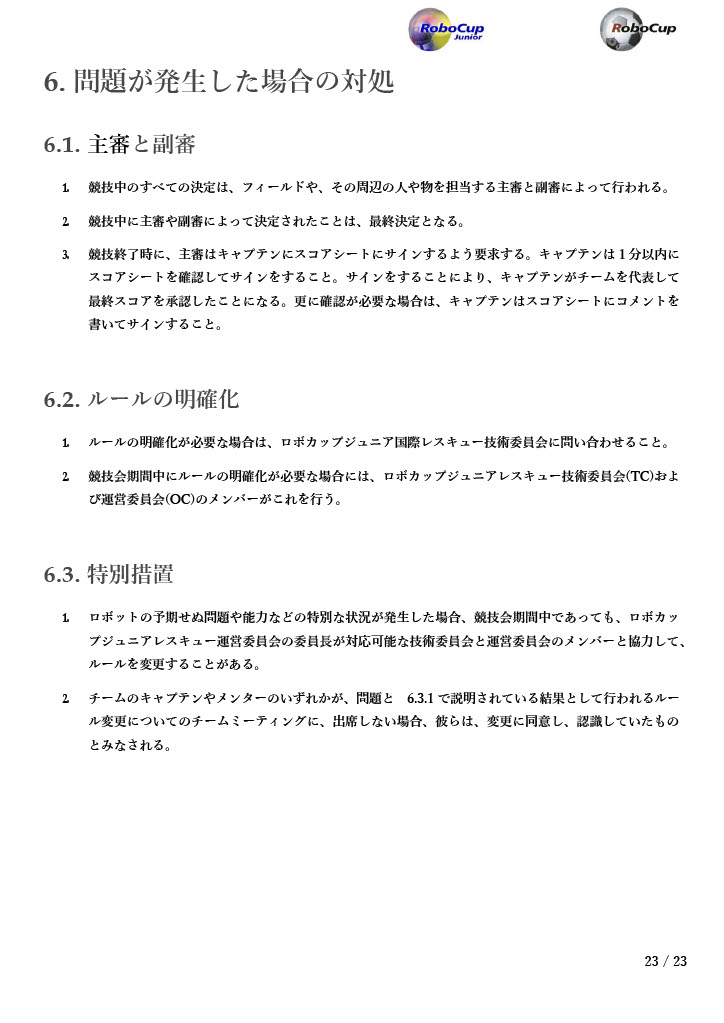 RoboCup
Junior
RoboCup
6. 問題が発生した場合の対処
6.1. 主審と副審
1. 競技中のすべての決定は、フィールドや、その周辺の人や物を担当する主審と副審によって行われる。
2. 競技中に主審や副審によって決定されたことは、最終決定となる。
3. 競技終了時に、主審はキャプテンにスコアシートにサインするよう要求する。キャプテンは 1 分以内に
スコアシートを確認してサインをすること。サインをすることにより、キャプテンがチームを代表して
最終スコアを承認したことになる。更に確認が必要な場合は、キャプテンはスコアシートにコメントを
書いてサインすること。
6.2. ルールの明確化
1. ルールの明確化が必要な場合は、ロボカップジュニア国際レスキュー技術委員会に問い合わせること。
2. 競技会期間中にルールの明確化が必要な場合には、ロボカップジュニアレスキュー技術委員会(TC)およ
び運営委員会(OC)のメンバーがこれを行う。
6.3. 特別措置
1. ロボットの予期せぬ問題や能力などの特別な状況が発生した場合、競技会期間中であっても、ロボカッ
プジュニアレスキュー運営委員会の委員長が対応可能な技術委員会と運営委員会のメンバーと協力して、
ルールを変更することがある。
2. チームのキャプテンやメンターのいずれかが、問題と 6.3.1 で説明されている結果として行われるルー
ル変更についてのチームミーティングに、出席しない場合、彼らは、変更に同意し、認識していたもの
とみなされる。
23 / 23